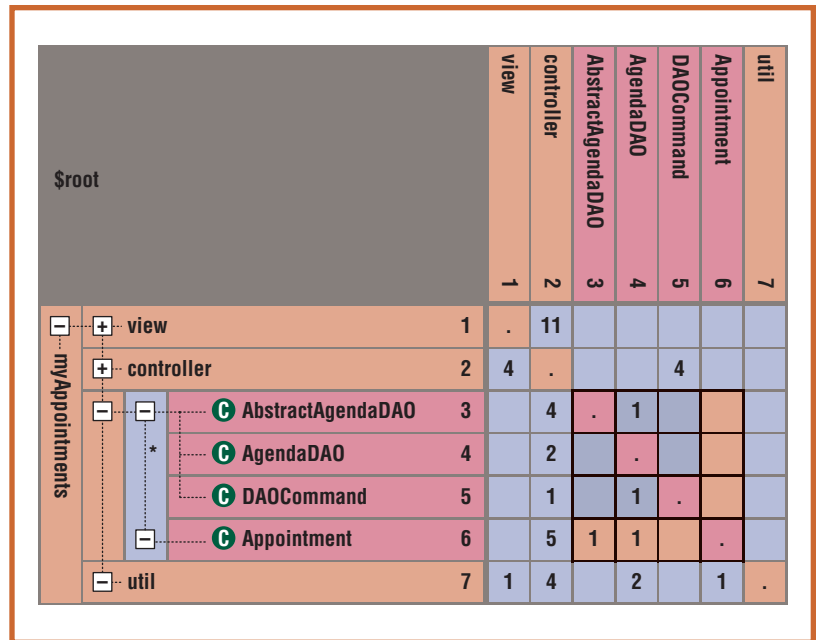 $root
view 1
controller 2
AbstractAgendaDAO 3
AgendaDAO 4
DAOCommand 5
Appointment 6
util 7
myAppointments
− + view 1 . 11
+ controller 2 4 . 4
− − C AbstractAgendaDAO 3 4 . 1
* C AgendaDAO 4 2 .
C DAOCommand 5 1 1 .
− C Appointment 6 5 1 1 .
− util 7 1 4 2 1 .